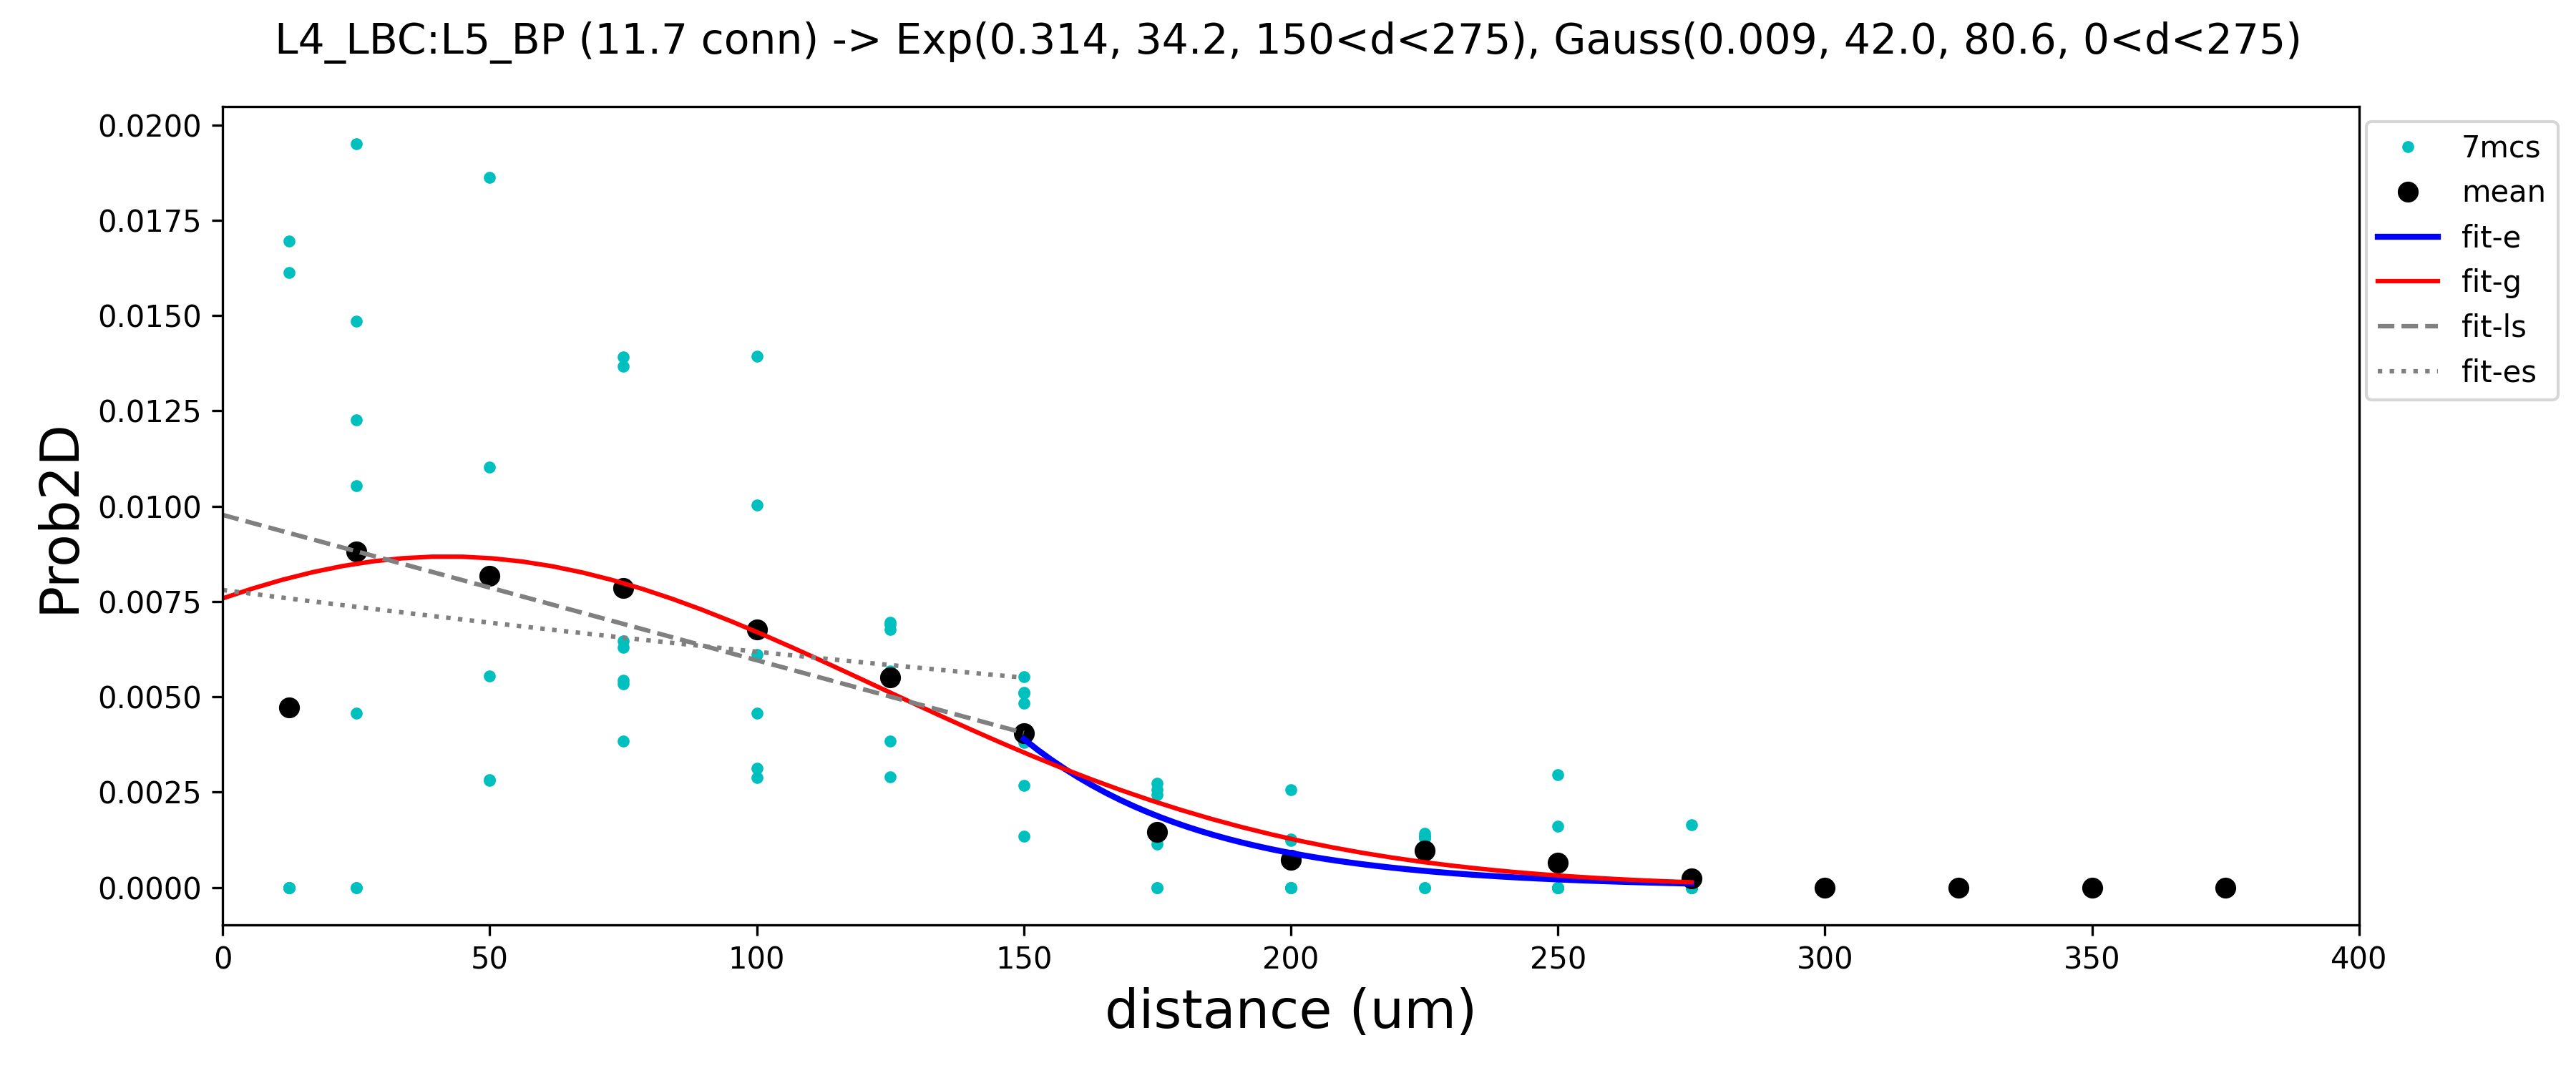 L4_LBC:L5_BP (11.7 conn) -> Exp(0.314, 34.2, 150<d<275), Gauss(0.009, 42.0, 80.6, 0<d<275)
0.0200
0.0175
0.0150
0.0125
0.0100
0.0075
0.0050
0.0025
0.0000
Prob2D
0 50 100 150 200 250 300 350 400
distance (um)
7mcs
mean
fit-e
fit-g
fit-ls
fit-es